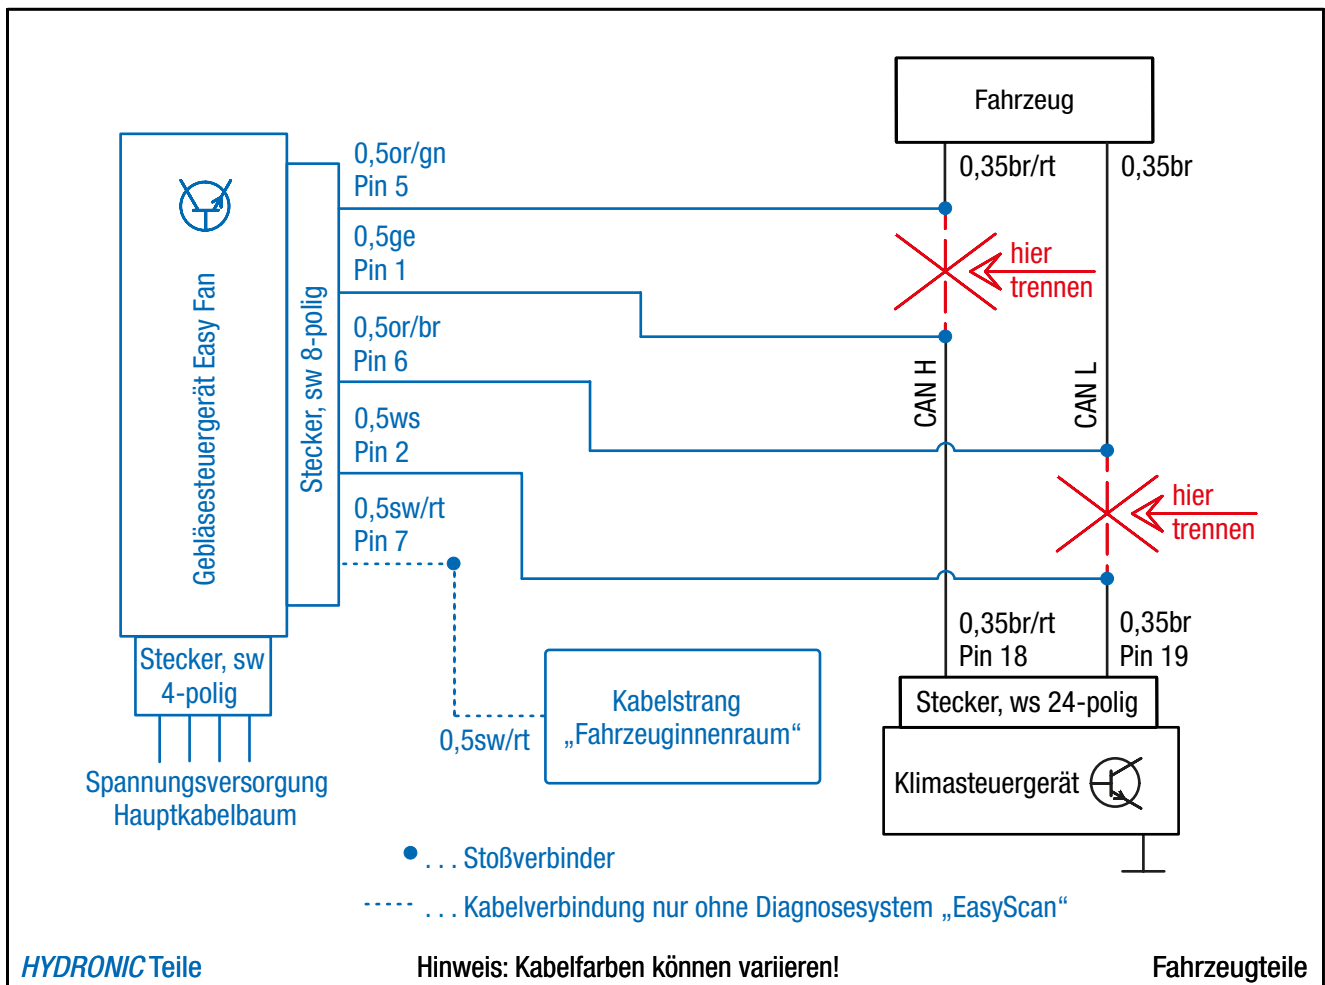 Fahrzeug
0,35br/rt
0,35br
0,5or/gn
Pin 5
0,5ge
Pin 1
0,5or/br
Pin 6
0,5ws
Pin 2
0,5sw/rt
Pin 7
Gebläsesteuergerät Easy Fan
Stecker, sw 8-polig
hier
trennen
CAN H
CAN L
hier
trennen
0,35br/rt
Pin 18
0,35br
Pin 19
Stecker, sw
4-polig
Spannungsversorgung
Hauptkabelbaum
0,5sw/rt
Kabelstrang
„Fahrzeuginnenraum“
Stecker, ws 24-polig
Klimasteuergerät
. . . Stoßverbinder
. . . Kabelverbindung nur ohne Diagnosesystem „EasyScan“
HYDRONIC Teile
Hinweis: Kabelfarben können variieren!
Fahrzeugteile